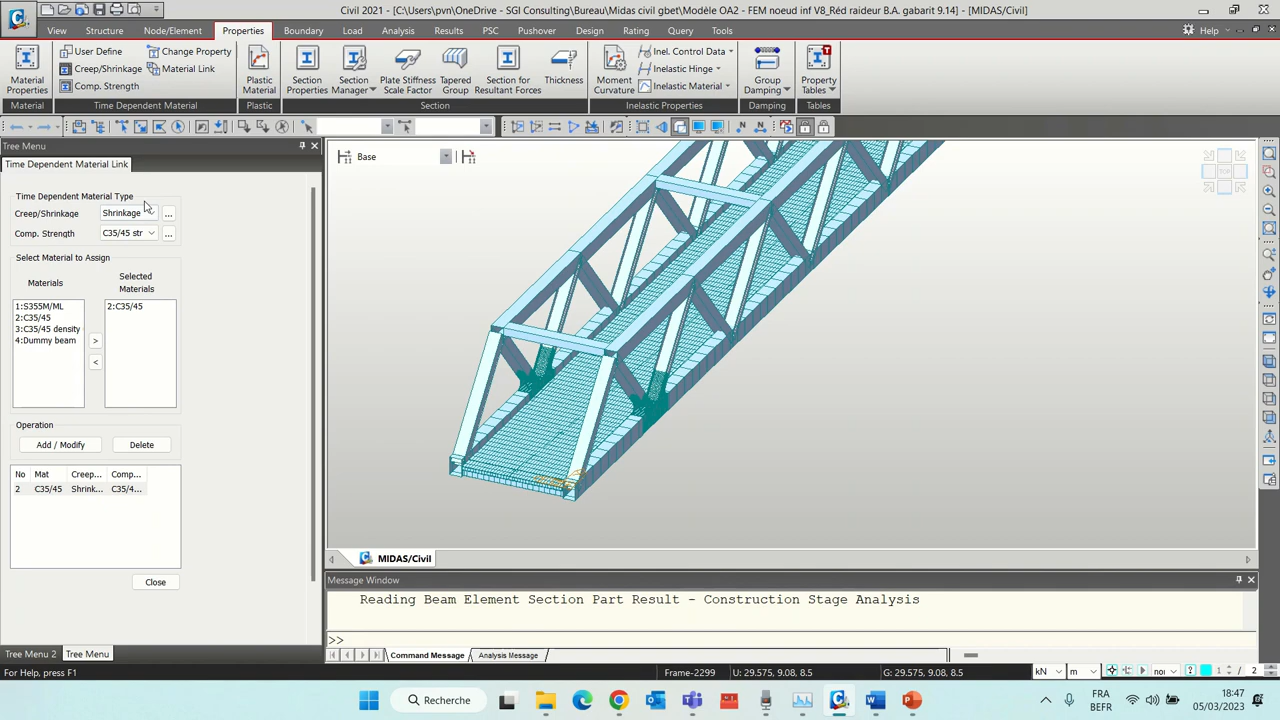 Civil 2021 - [C:\Users\pvn\OneDrive - SGI Consulting\Bureau\Midas civil gbet\Modèle OA2 - FEM noeud inf V8_Réd raideur B.A. gabarit 9.14] - [MIDAS/Civil]
View Structure Node/Element Properties Boundary Load Analysis Results PSC Pushover Design Rating Query Tools Help
Material Properties
User Define
Creep/Shrinkage
Comp. Strength
Change Property
Material Link
Plastic Material
Section Properties
Section Manager
Plate Stiffness Scale Factor
Tapered Group
Section for Resultant Forces
Thickness
Moment Curvature
Inel. Control Data
Inelastic Hinge
Inelastic Material
Group Damping
Property Tables
Material Time Dependent Material Plastic Section Inelastic Properties Damping Tables
Tree Menu
Time Dependent Material Link
Base
TOP
Time Dependent Material Type
Creep/Shrinkage Shrinkage ...
Comp. Strength C35/45 str ...
Select Material to Assign
Materials
Selected Materials
1:S355M/ML
2:C35/45
3:C35/45 density
4:Dummy beam
2:C35/45
>
<
Operation
Add / Modify Delete
No Mat Creep... Comp...
2 C35/45 Shrink... C35/4...
Close
MIDAS/Civil
Message Window
Reading Beam Element Section Part Result - Construction Stage Analysis
>>
Command Message Analysis Message
Tree Menu 2 Tree Menu
For Help, press F1
Frame-2299 U: 29.575, 9.08, 8.5 G: 29.575, 9.08, 8.5 kN m nor ? 1 / 2
Recherche
FRA
BEFR
18:47
05/03/2023